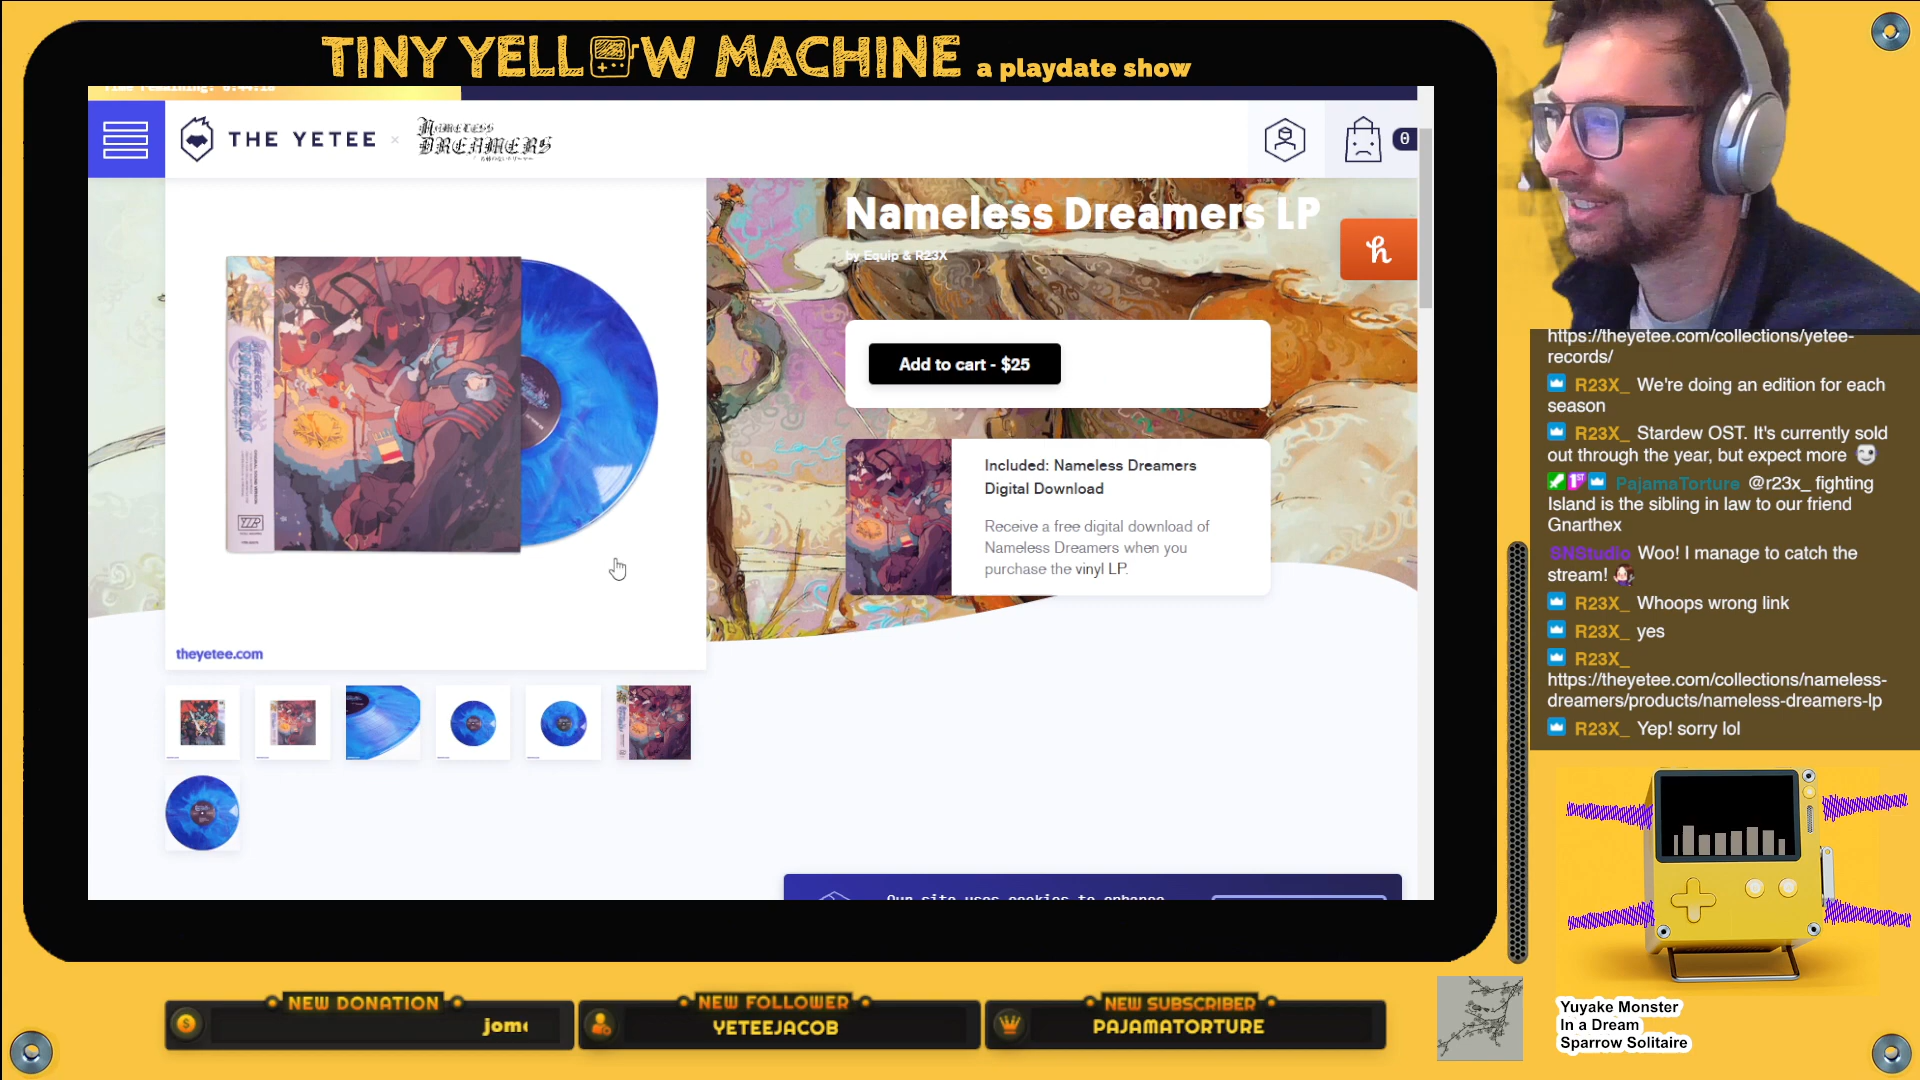 TINY YELLOW MACHINE a playdate show
THE YETEE × NAMELESS DREAMERS
0
Nameless Dreamers LP
by Equip & R23X
h
Add to cart - $25
Included: Nameless Dreamers
Digital Download
Receive a free digital download of
Nameless Dreamers when you
purchase the vinyl LP.
theyetee.com
https://theyetee.com/collections/yetee-
records/
R23X_ We're doing an edition for each
season
R23X_ Stardew OST. It's currently sold
out through the year, but expect more
1ST PajamaTorture @r23x_ fighting
Island is the sibling in law to our friend
Gnarthex
SNStudio Woo! I manage to catch the
stream!
R23X_ Whoops wrong link
R23X_ yes
R23X_
https://theyetee.com/collections/nameless-
dreamers/products/nameless-dreamers-lp
R23X_ Yep! sorry lol
NEW DONATION
NEW FOLLOWER
YETEEJACOB
NEW SUBSCRIBER
PAJAMATORTURE
Yuyake Monster
In a Dream
Sparrow Solitaire